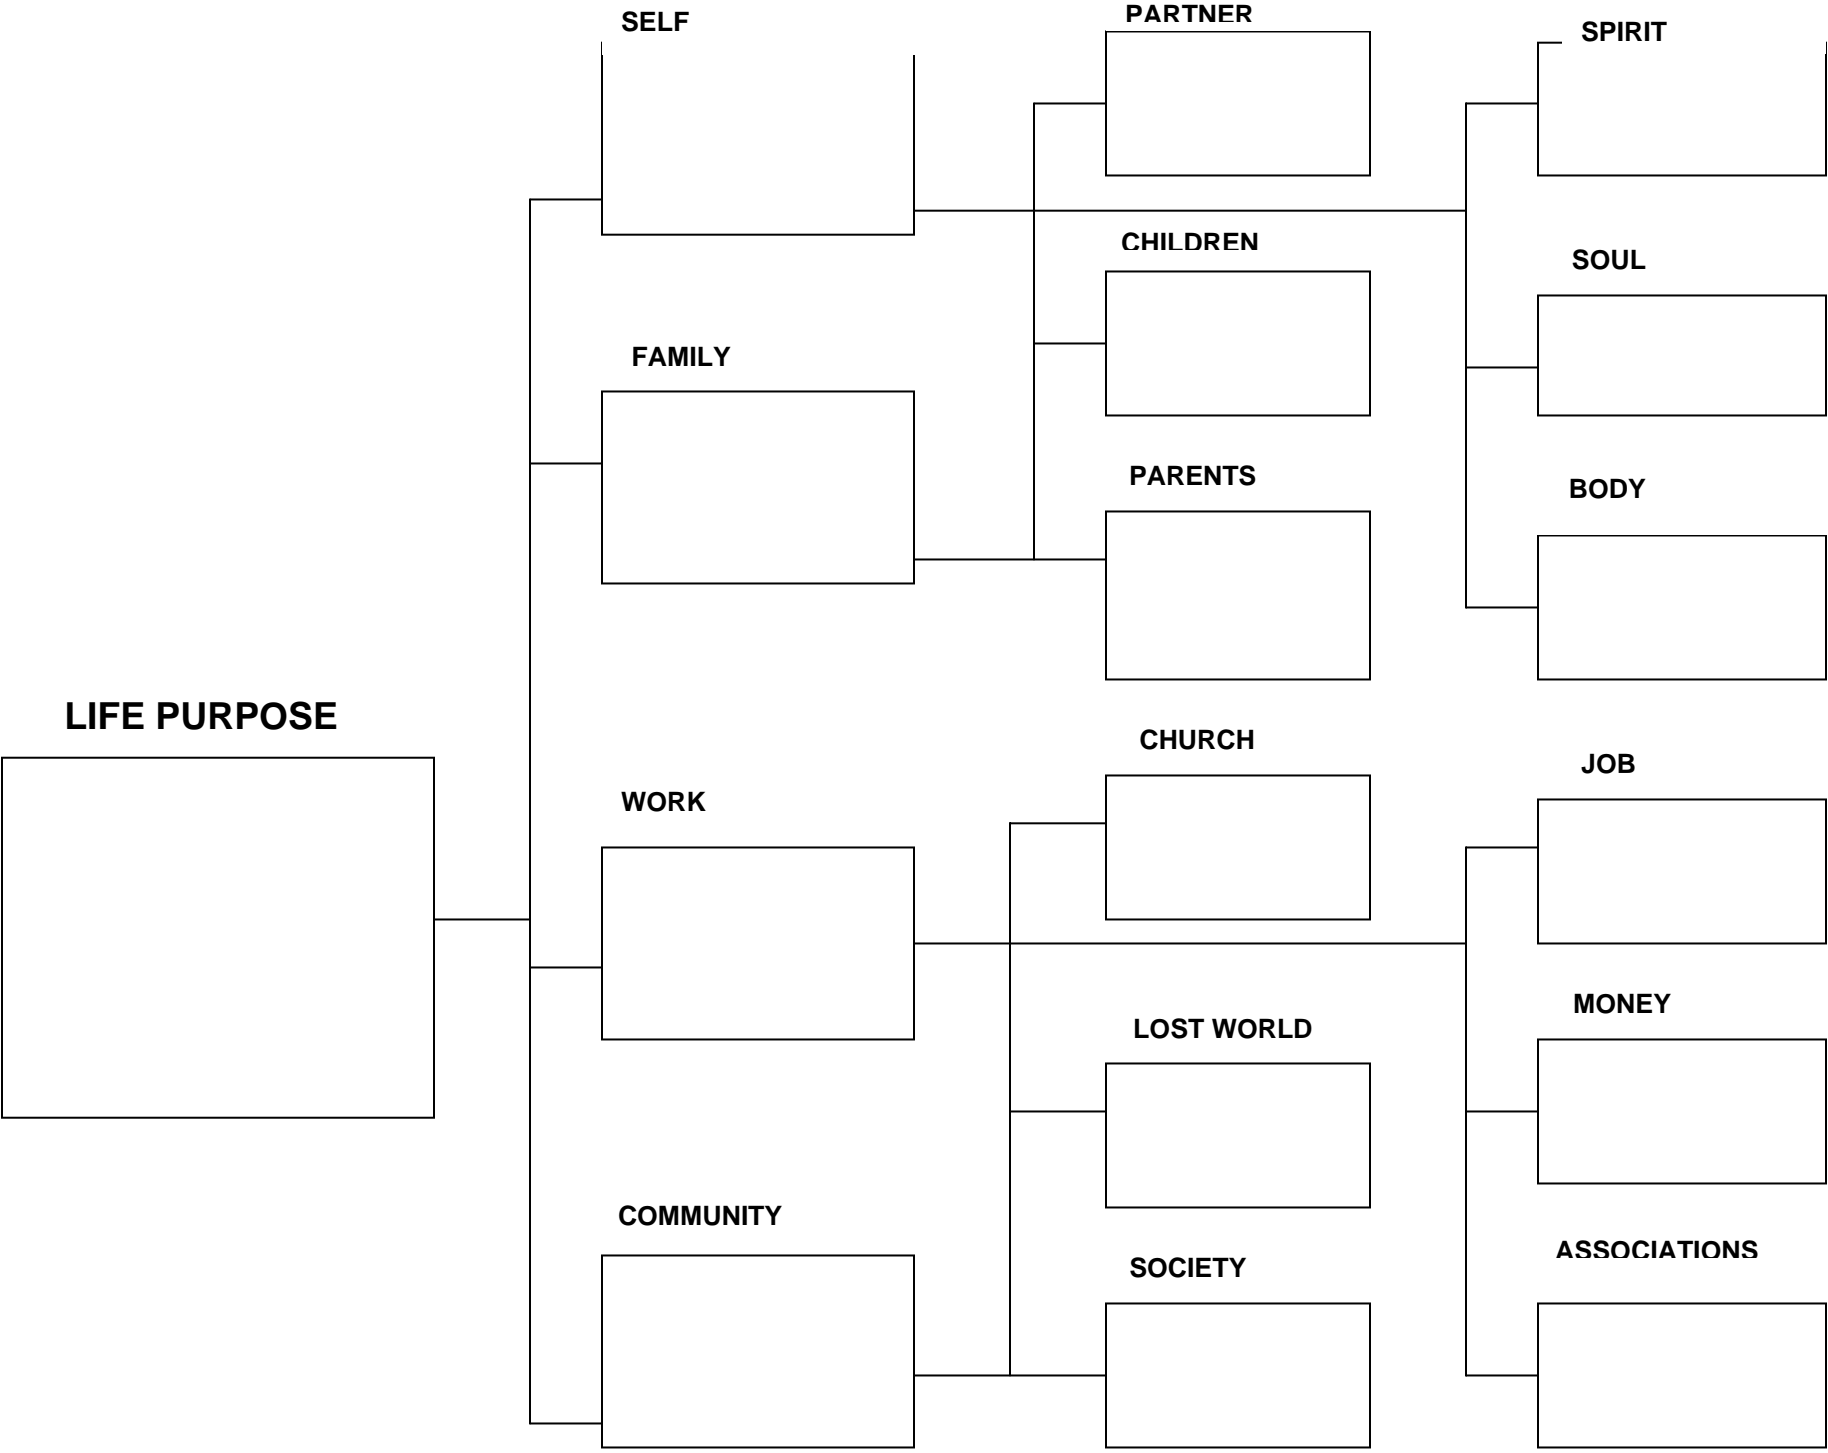 SELF
PARTNER
SPIRIT
CHILDREN
SOUL
FAMILY
PARENTS
BODY
LIFE PURPOSE
CHURCH
JOB
WORK
MONEY
LOST WORLD
COMMUNITY
ASSOCIATIONS
SOCIETY